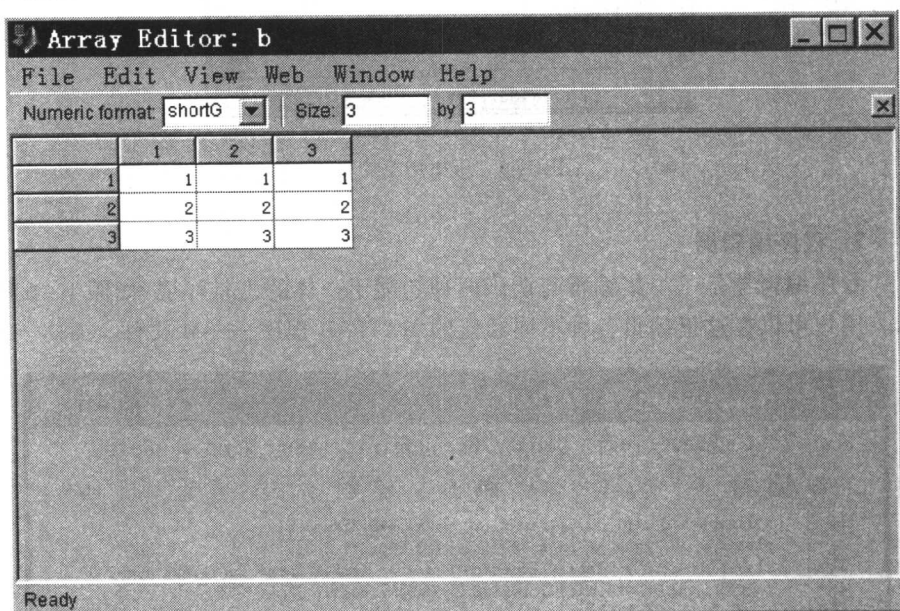 Array Editor: b
File Edit View Web Window Help
Numeric format: shortG Size: 3 by 3
1 2 3
1 1 1 1
2 2 2 2
3 3 3 3
Ready